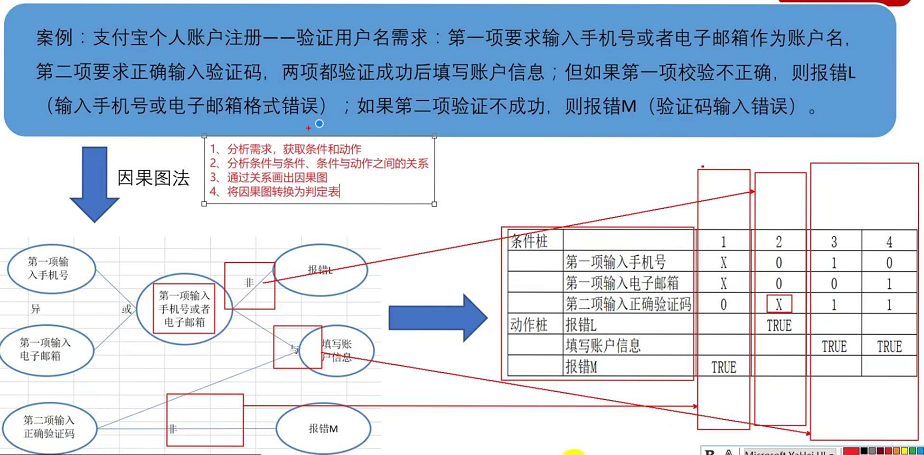 案例：支付宝个人账户注册——验证用户名需求：第一项要求输入手机号或者电子邮箱作为账户名，
第二项要求正确输入验证码，两项都验证成功后填写账户信息；但如果第一项校验不正确，则报错L
（输入手机号或电子邮箱格式错误）；如果第二项验证不成功，则报错M（验证码输入错误）。
因果图法
1、分析需求，获取条件和动作
2、分析条件与条件、条件与动作之间的关系
3、通过关系画出因果图
4、将因果图转换为判定表
第一项输
入手机号
异
第一项输入
电子邮箱
第二项输入
正确验证码
或
第一项输入
手机号或者
电子邮箱
非
与
非
报错L
填写账
户信息
报错M
条件桩 1 2 3 4
第一项输入手机号 X 0 1 0
第一项输入电子邮箱 X 0 0 1
第二项输入正确验证码 0 X 1 1
动作桩 报错L TRUE
填写账户信息 TRUE TRUE
报错M TRUE